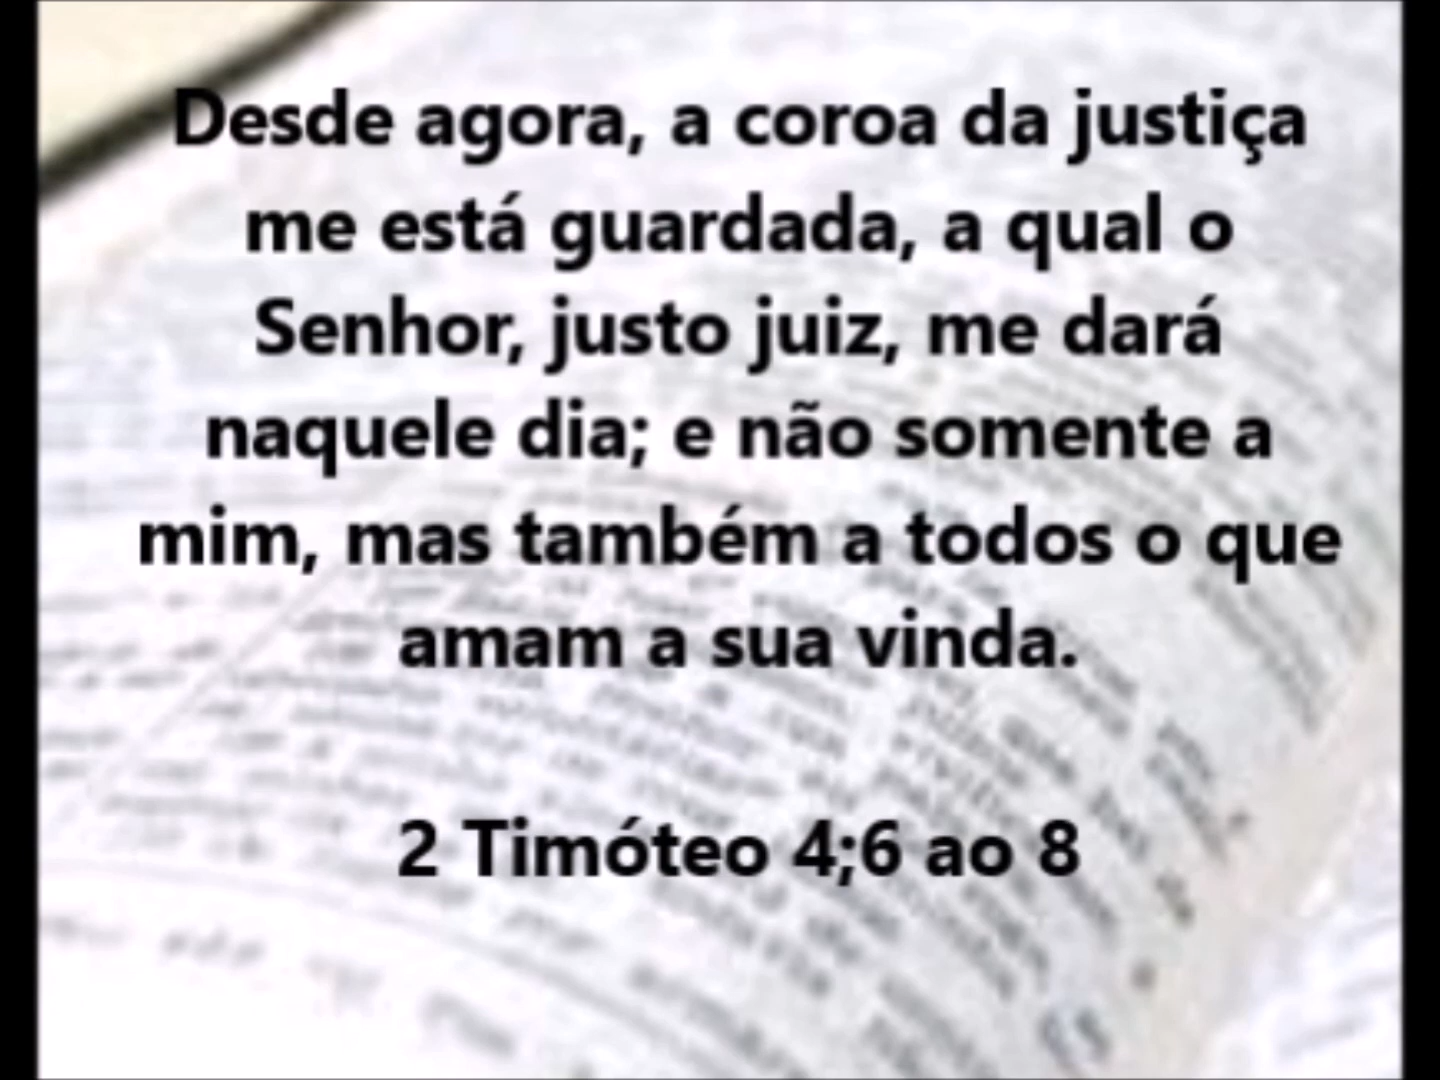 Desde agora, a coroa da justiça
me está guardada, a qual o
Senhor, justo juiz, me dará
naquele dia; e não somente a
mim, mas também a todos o que
amam a sua vinda.
2 Timóteo 4;6 ao 8